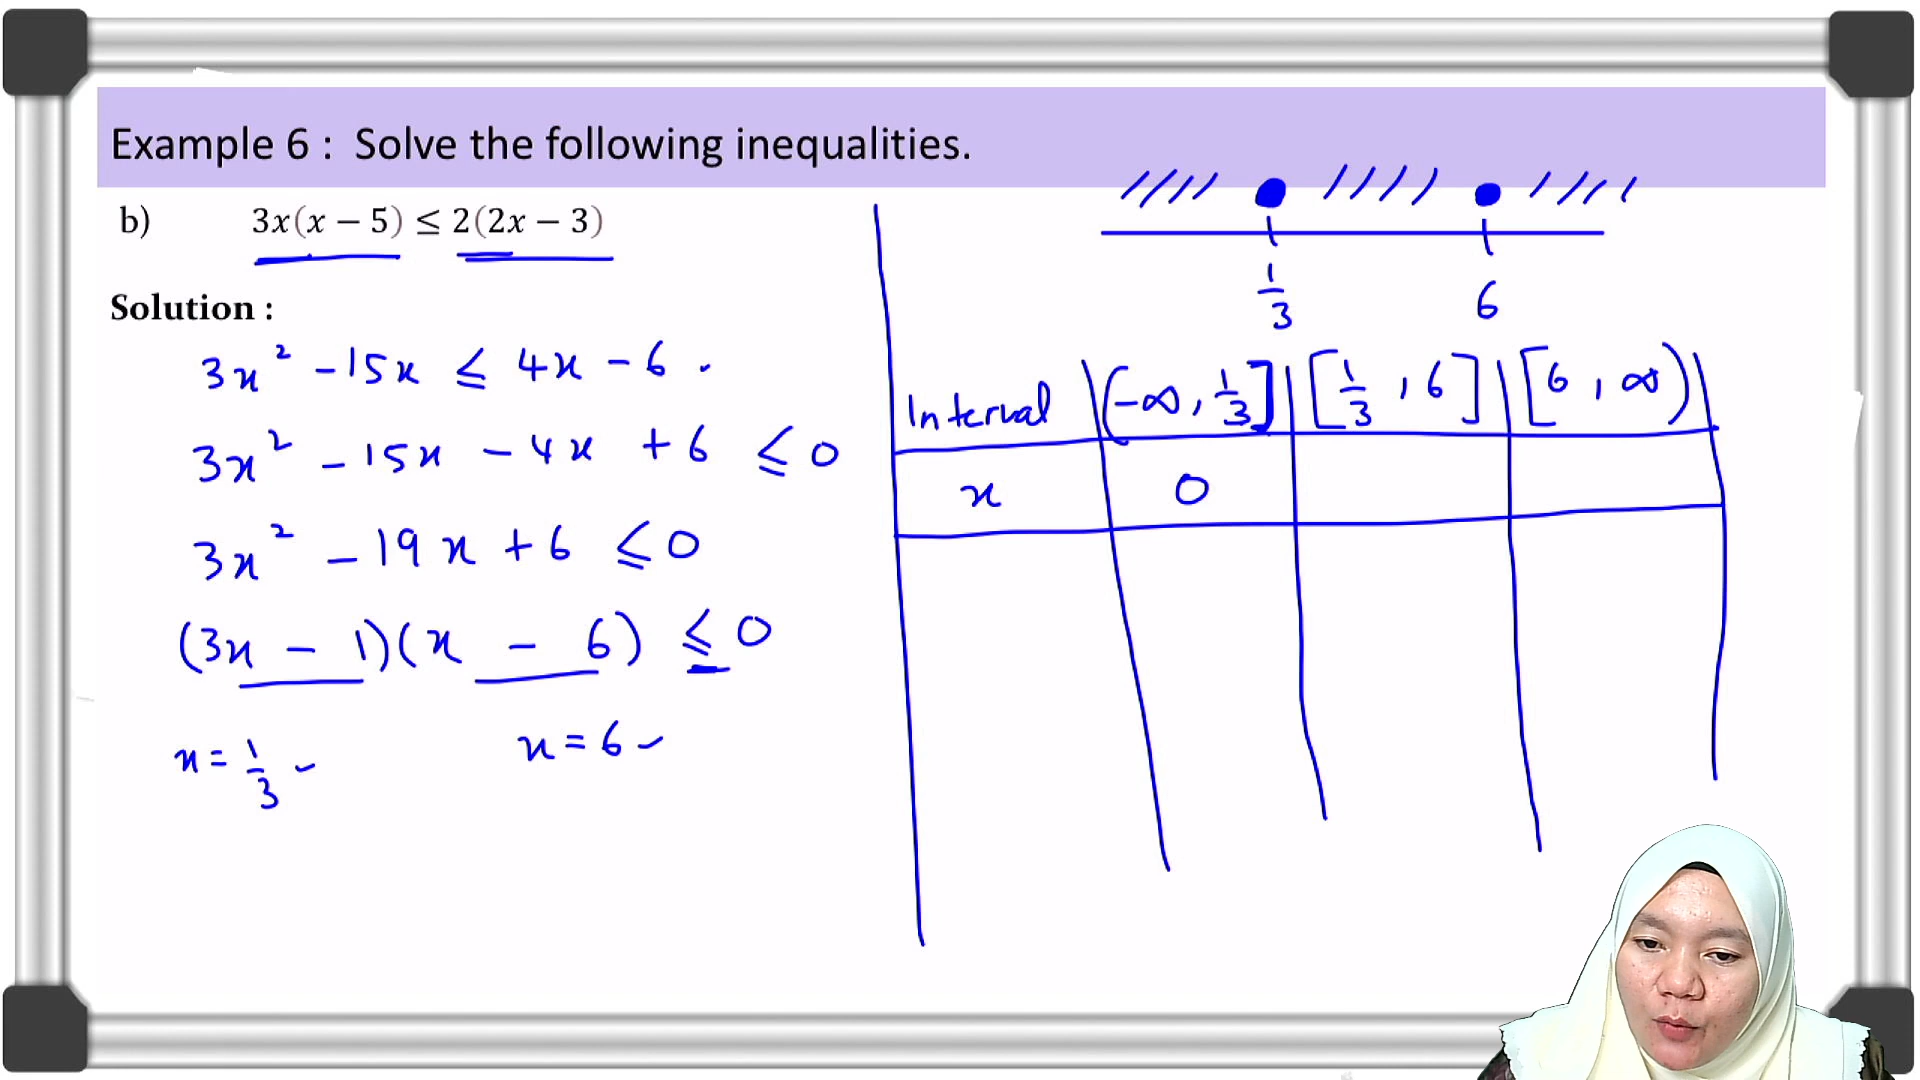 Example 6 : Solve the following inequalities.
b) 3x(x − 5) ≤ 2(2x − 3)
Solution :
3x² - 15x ≤ 4x - 6
3x² - 15x - 4x + 6 ≤ 0
3x² - 19x + 6 ≤ 0
(3x - 1)(x - 6) ≤ 0
x = 1/3 x = 6
1/3 6
Interval (-∞, 1/3] [1/3, 6] [6, ∞)
x 0